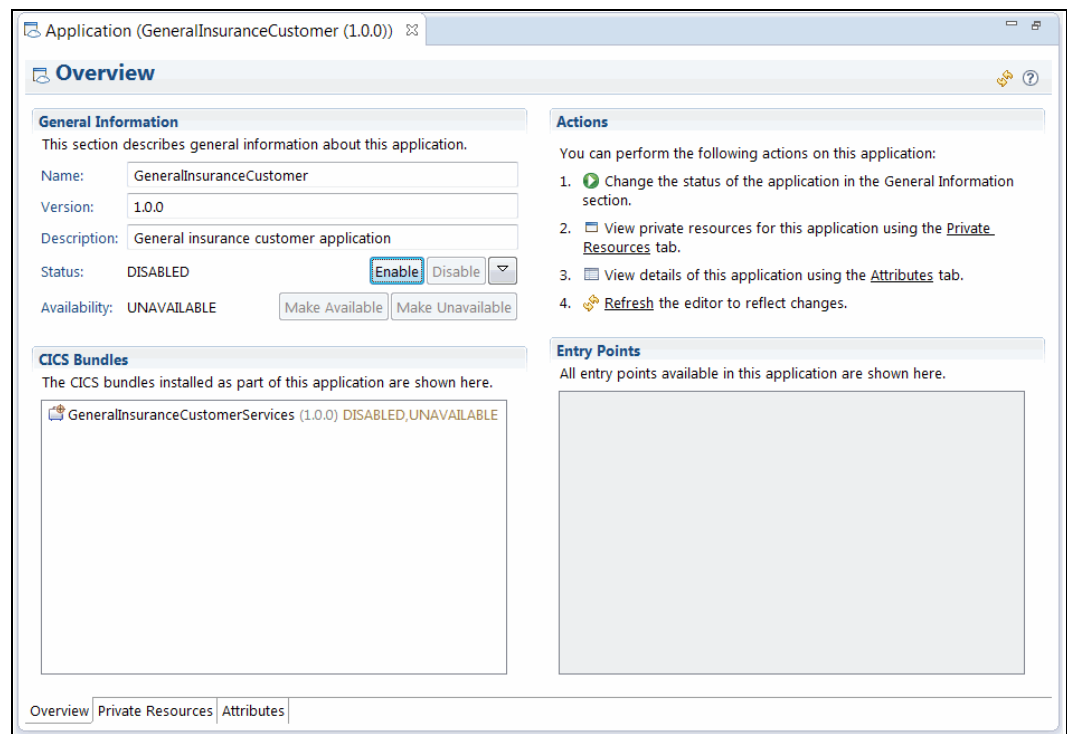 Application (GeneralInsuranceCustomer (1.0.0))
Overview
General Information
This section describes general information about this application.
Name: GeneralInsuranceCustomer
Version: 1.0.0
Description: General insurance customer application
Status: DISABLED Enable Disable
Availability: UNAVAILABLE Make Available Make Unavailable
CICS Bundles
The CICS bundles installed as part of this application are shown here.
GeneralInsuranceCustomerServices (1.0.0) DISABLED,UNAVAILABLE
Actions
You can perform the following actions on this application:
1. Change the status of the application in the General Information
section.
2. View private resources for this application using the Private
Resources tab.
3. View details of this application using the Attributes tab.
4. Refresh the editor to reflect changes.
Entry Points
All entry points available in this application are shown here.
Overview Private Resources Attributes